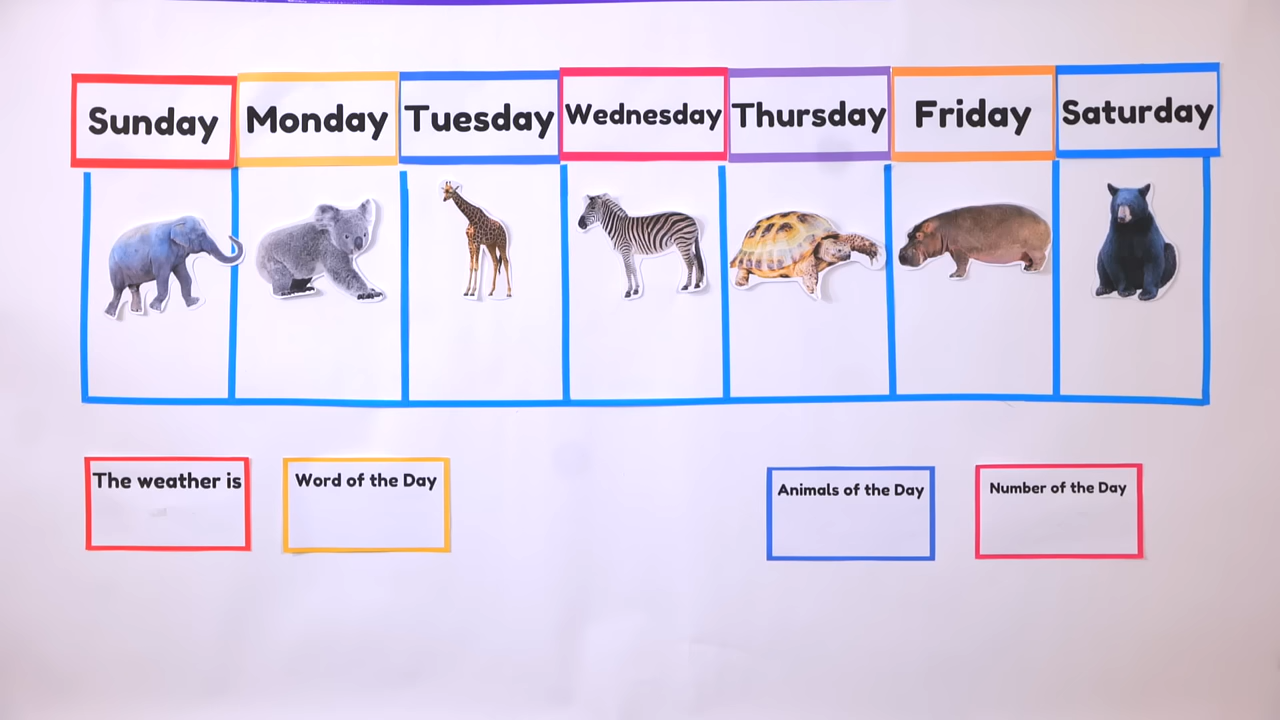 Sunday
Monday
Tuesday
Wednesday
Thursday
Friday
Saturday
The weather is
Word of the Day
Animals of the Day
Number of the Day